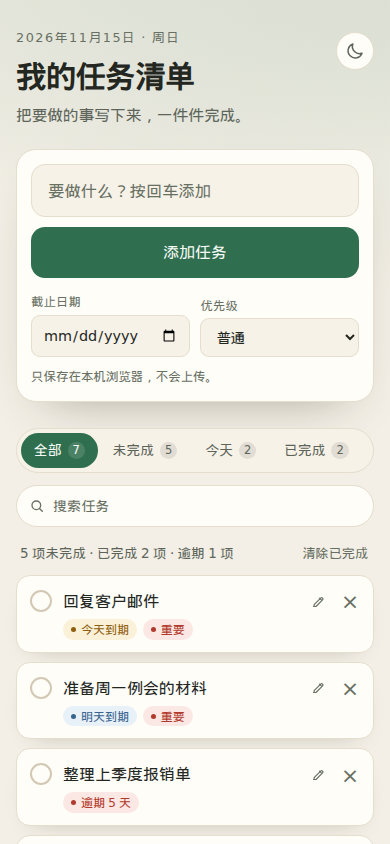 2026年11月15日 · 周日
我的任务清单
把要做的事写下来，一件件完成。
要做什么？按回车添加
添加任务
截止日期
优先级
mm/dd/yyyy
普通
只保存在本机浏览器，不会上传。
全部 7 未完成 5 今天 2 已完成 2
搜索任务
5 项未完成 · 已完成 2 项 · 逾期 1 项 清除已完成
回复客户邮件
今天到期 重要
准备周一例会的材料
明天到期 重要
整理上季度报销单
逾期 5 天